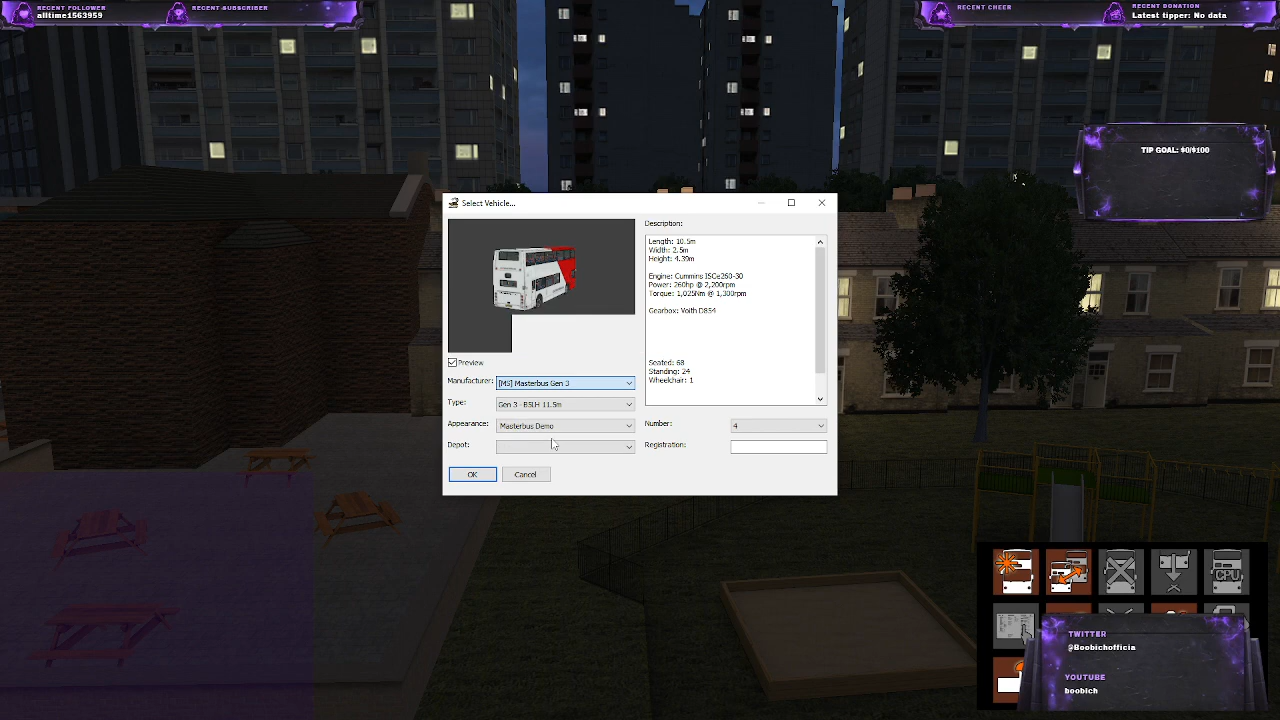 RECENT FOLLOWER
alltime1563959
RECENT SUBSCRIBER
RECENT CHEER
RECENT DONATION
Latest tipper: No data
TIP GOAL: $0/$100
Select Vehicle...
Description:
Length: 10.5m
Width: 2.5m
Height: 4.39m
Engine: Cummins ISCe260-30
Power: 260hp @ 2,200rpm
Torque: 1,025Nm @ 1,300rpm
Gearbox: Voith D854
Seated: 68
Standing: 24
Wheelchair: 1
Preview
Manufacturer: [MS] Masterbus Gen 3
Type: Gen 3 - B5LH 11.5m
Appearance: Masterbus Demo
Number: 4
Depot:
Registration:
OK
Cancel
CPU
TWITTER
@Boobichofficia
YOUTUBE
boobich